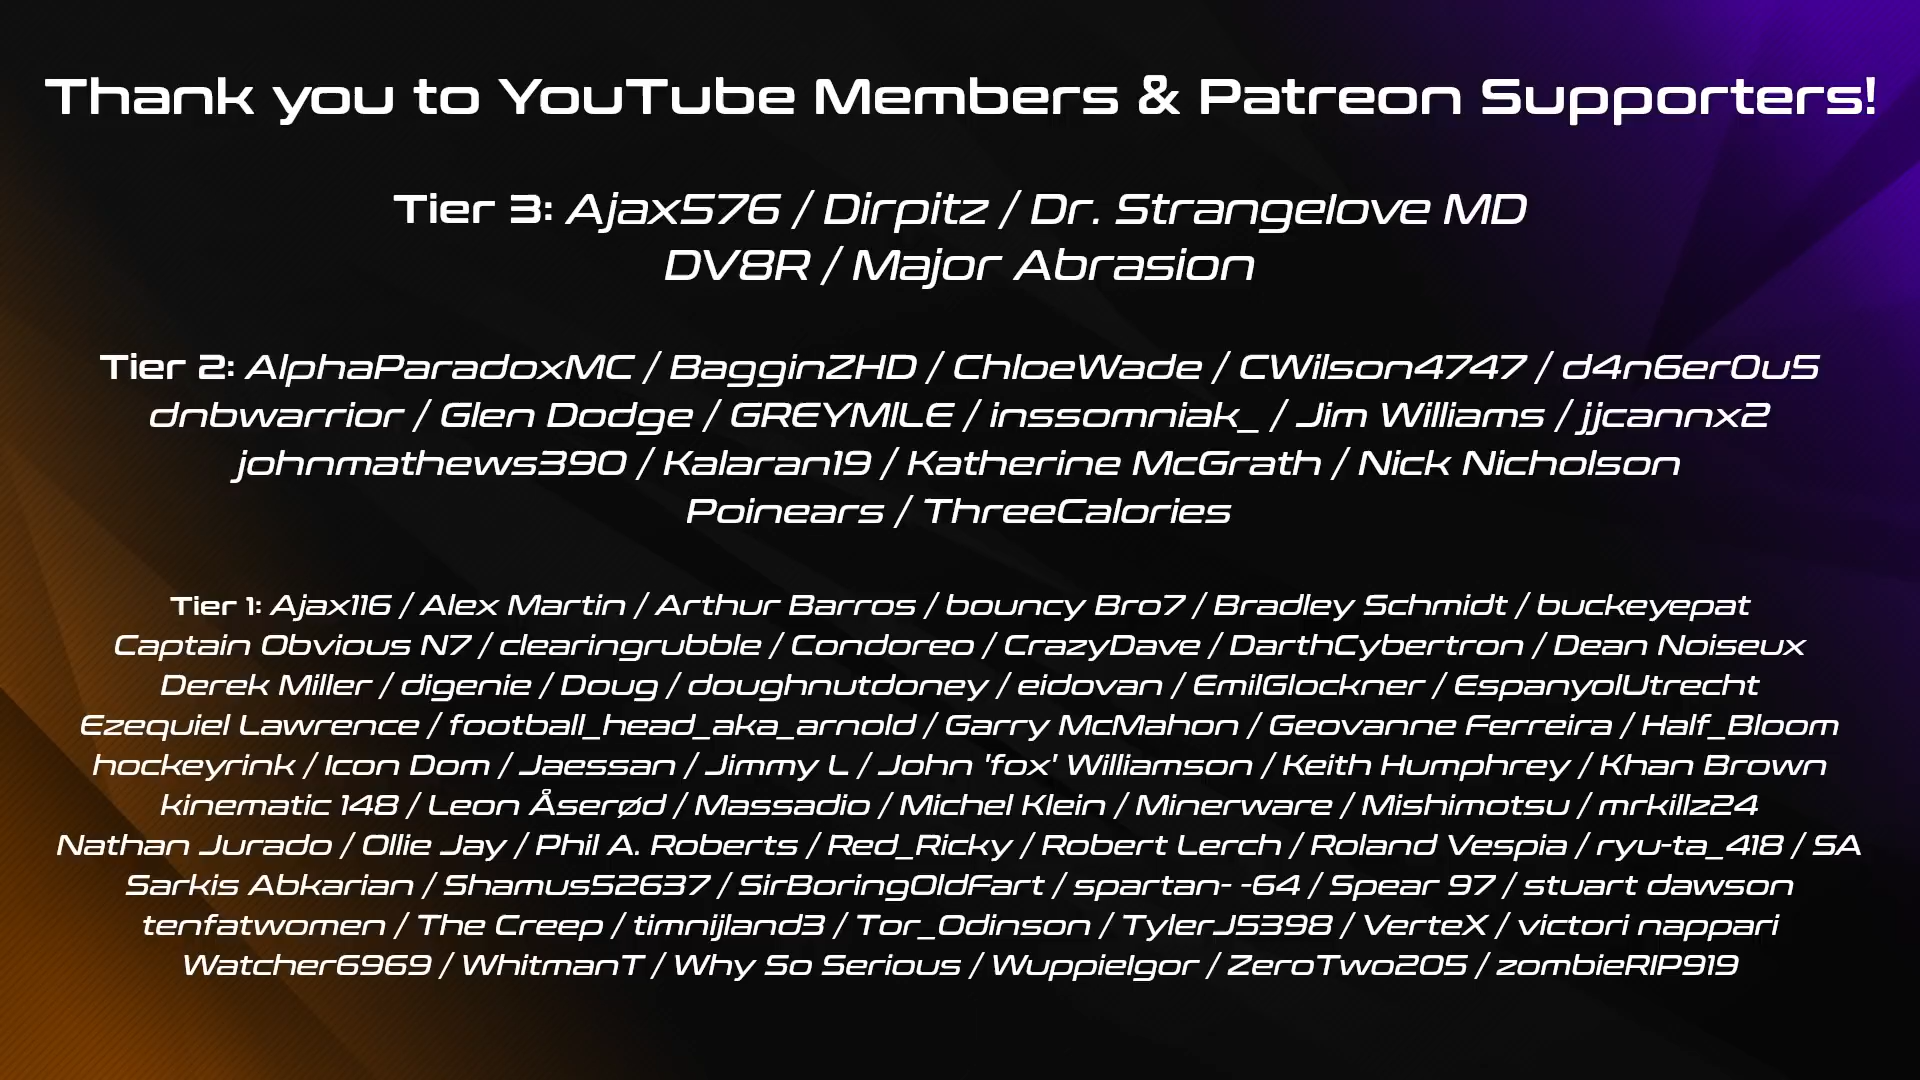 Thank you to YouTube Members & Patreon Supporters!
Tier 3: Ajax576 / Dirpitz / Dr. Strangelove MD
DV8R / Major Abrasion
Tier 2: AlphaParadoxMC / BagginZHD / ChloeWade / CWilson4747 / d4n6er0u5
dnbwarrior / Glen Dodge / GREYM1LE / inssomniak_ / Jim Williams / jjcannx2
johnmathews390 / Kalaran19 / Katherine McGrath / Nick Nicholson
Poinears / ThreeCalories
Tier 1: Ajax116 / Alex Martin / Arthur Barros / bouncy Bro7 / Bradley Schmidt / buckeyepat
Captain Obvious N7 / clearingrubble / Condoreo / CrazyDave / DarthCybertron / Dean Noiseux
Derek Miller / digenie / Doug / doughnutdoney / eidovan / EmilGlockner / EspanyolUtrecht
Ezequiel Lawrence / football_head_aka_arnold / Garry McMahon / Geovanne Ferreira / Half_Bloom
hockeyrink / Icon Dom / Jaessan / Jimmy L / John 'fox' Williamson / Keith Humphrey / Khan Brown
kinematic 148 / Leon Åserød / Massadio / Michel Klein / Minerware / Mishimotsu / mrkillz24
Nathan Jurado / Ollie Jay / Phil A. Roberts / Red_Ricky / Robert Lerch / Roland Vespia / ryu-ta_418 / SA
Sarkis Abkarian / Shamus52637 / SirBoringOldFart / spartan- -64 / Spear 97 / stuart dawson
tenfatwomen / The Creep / timnijland3 / Tor_Odinson / TylerJ5398 / VerteX / victori nappari
Watcher6969 / WhitmanT / Why So Serious / WuppieIgor / ZeroTwo205 / zombieRIP919